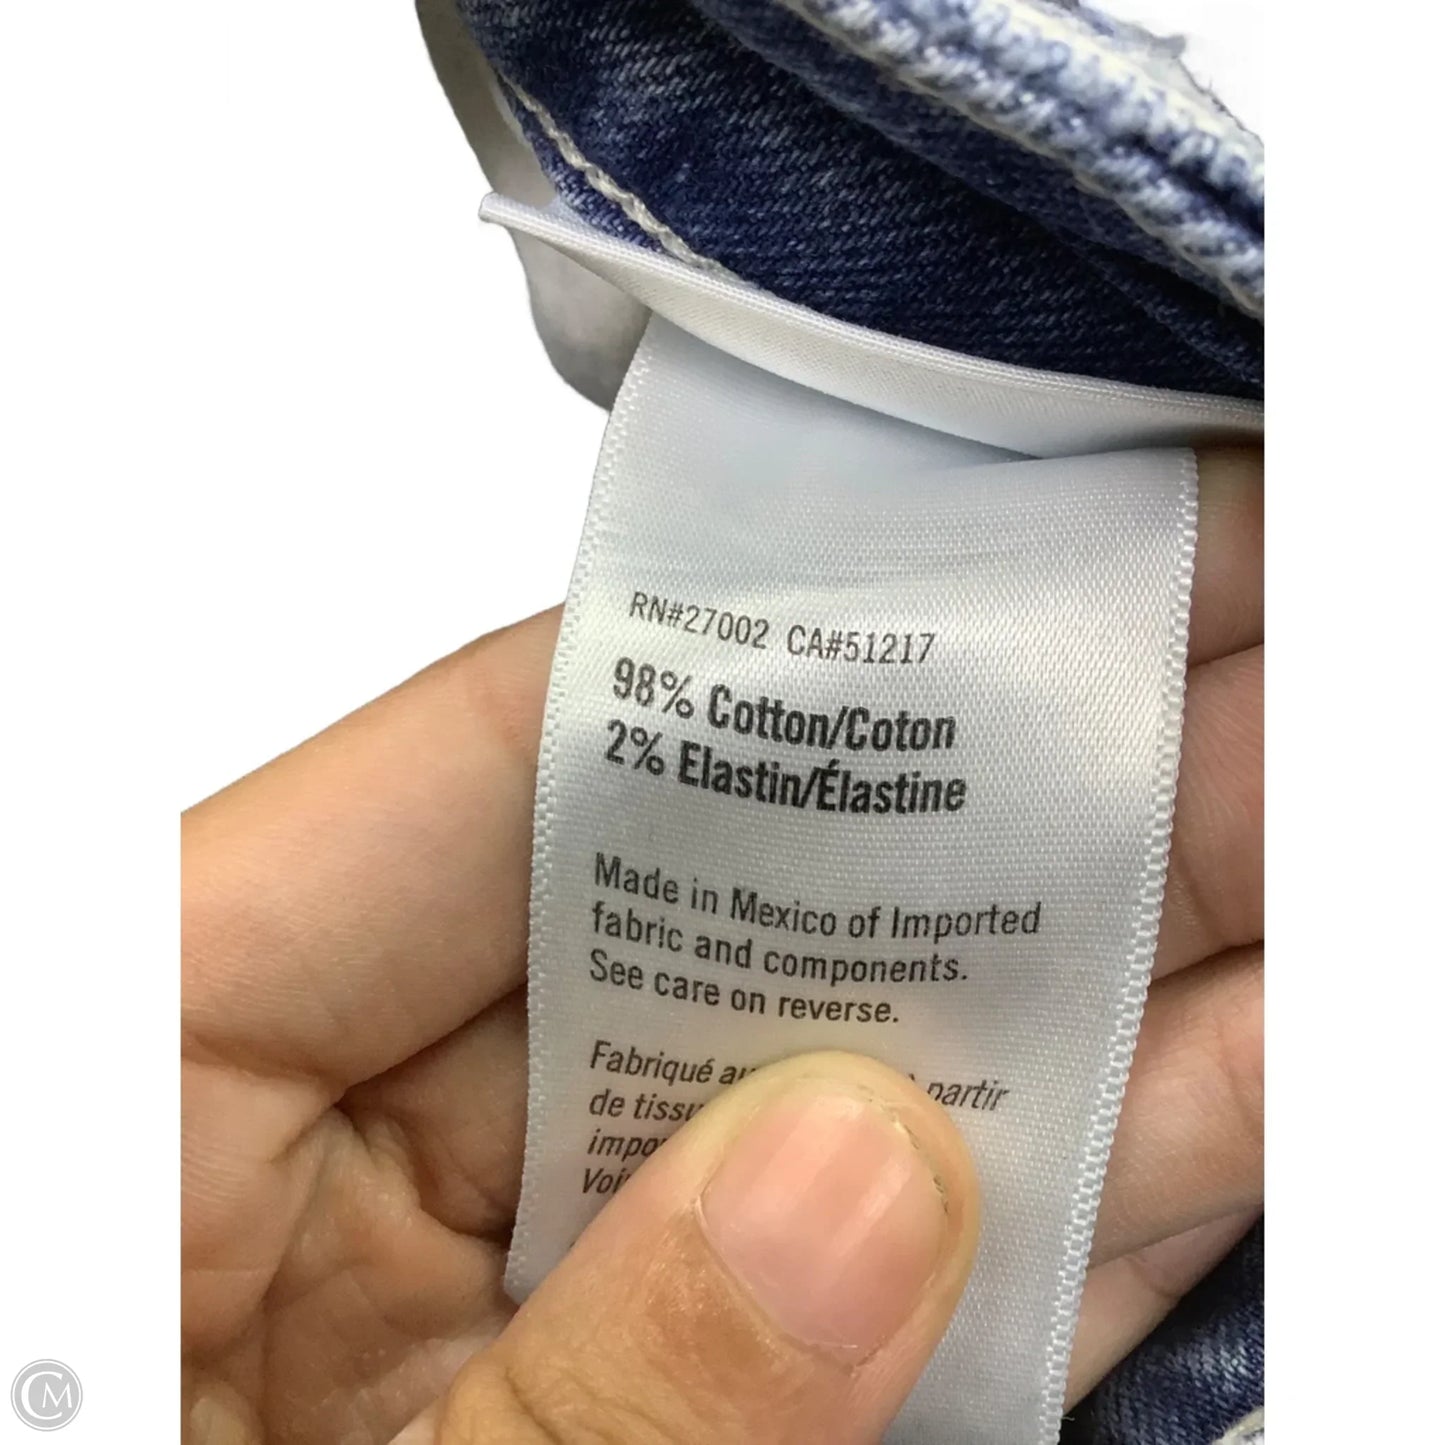 RN#27002 CA#51217
98% Cotton/Coton
2% Elastin/Élastine
Made in Mexico of Imported
fabric and components.
See care on reverse.
Fabriqué partir
de
CM